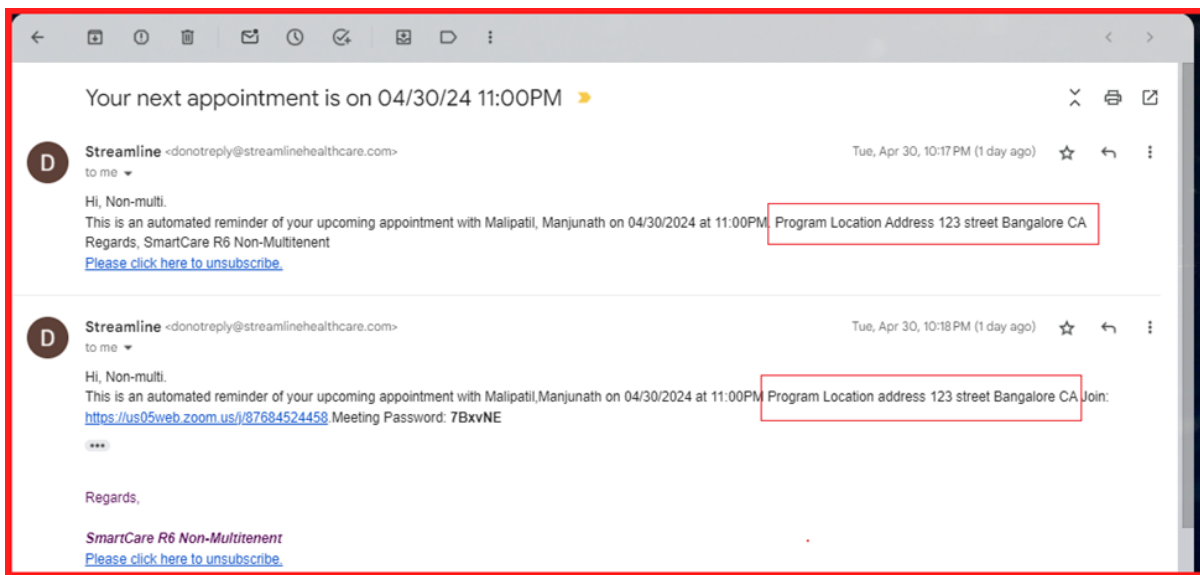 Your next appointment is on 04/30/24 11:00PM
Streamline <donotreply@streamlinehealthcare.com>
Tue, Apr 30, 10:17 PM (1 day ago)
to me
D
Hi, Non-multi.
This is an automated reminder of your upcoming appointment with Malipatil, Manjunath on 04/30/2024 at 11:00PM. Program Location Address 123 street Bangalore CA
Regards, SmartCare R6 Non-Multitenent
Please click here to unsubscribe.
Streamline <donotreply@streamlinehealthcare.com>
Tue, Apr 30, 10:18 PM (1 day ago)
D
to me
Hi, Non-multi.
This is an automated reminder of your upcoming appointment with Malipatil,Manjunath on 04/30/2024 at 11:00PM Program Location address 123 street Bangalore CA Join:
https://us05web.zoom.us/j/87684524458.Meeting Password: 7BxvNE
Regards,
SmartCare R6 Non-Multitenent
Please click here to unsubscribe.